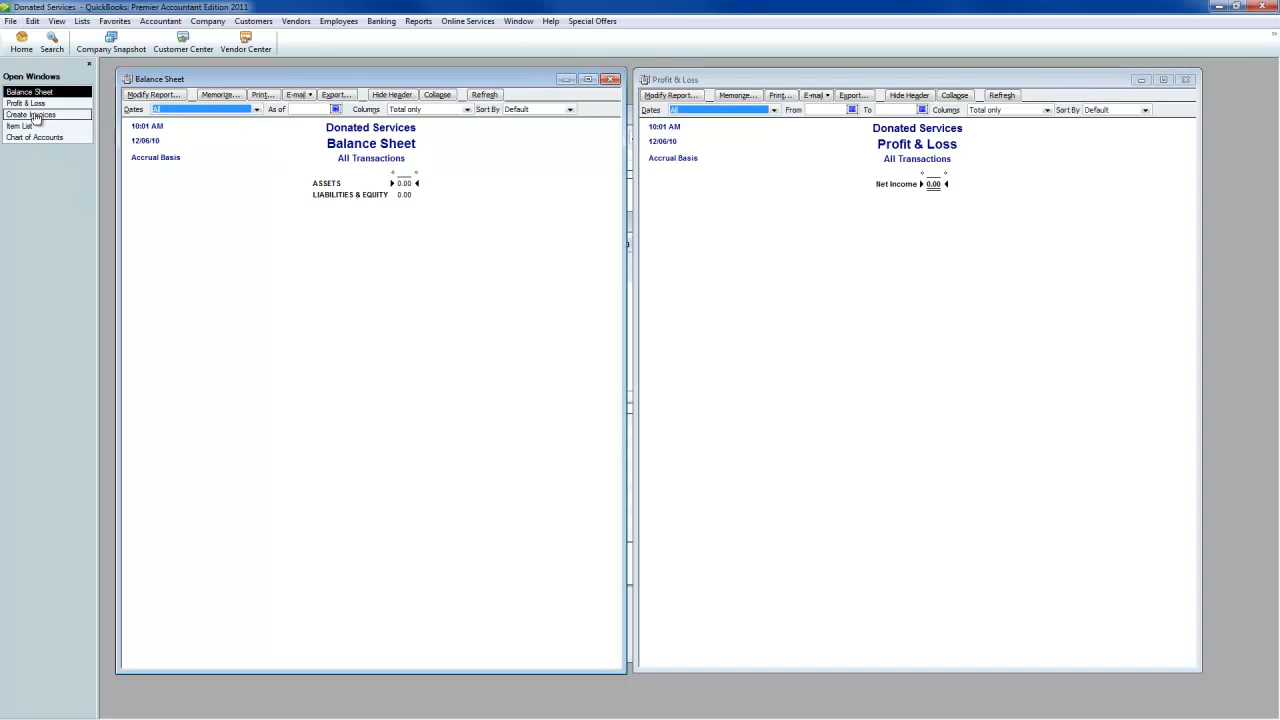 Donated Services - QuickBooks: Premier Accountant Edition 2011
File Edit View Lists Favorites Accountant Company Customers Vendors Employees Banking Reports Online Services Window Help Special Offers
Home Search Company Snapshot Customer Center Vendor Center
Open Windows
Balance Sheet
Profit & Loss
Create Invoices
Item List
Chart of Accounts
Balance Sheet
Modify Report... Memorize... Print... E-mail Export... Hide Header Collapse Refresh
Dates All As of Columns Total only Sort By Default
10:01 AM
12/06/10
Accrual Basis
Donated Services
Balance Sheet
All Transactions
ASSETS 0.00
LIABILITIES & EQUITY 0.00
Profit & Loss
Modify Report... Memorize... Print... E-mail Export... Hide Header Collapse Refresh
Dates All From To Columns Total only Sort By Default
10:01 AM
12/06/10
Accrual Basis
Donated Services
Profit & Loss
All Transactions
Net Income 0.00